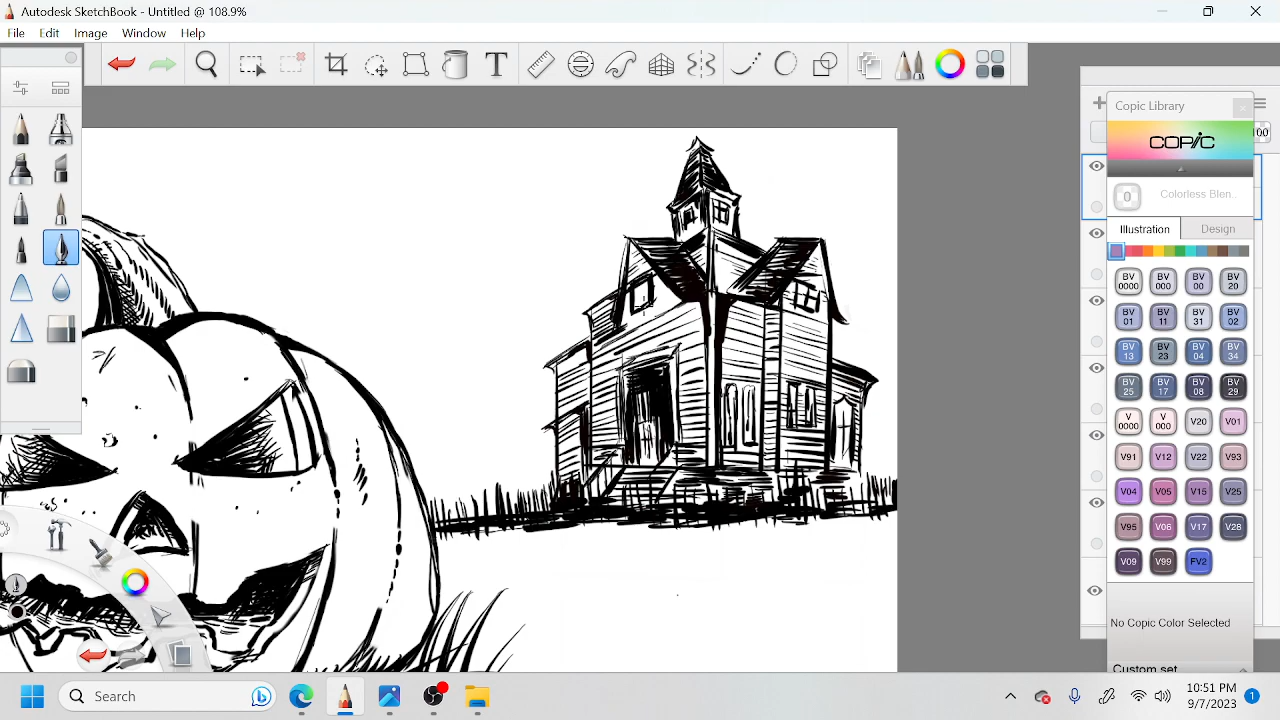 Autodesk SketchBook - Untitled @ 108.9%
File Edit Image Window Help
T
Copic Library
COPIC
00
0 Colorless Blen..
Illustration Design
BV 0000 BV 000 BV 00 BV 20
BV 01 BV 11 BV 31 BV 02
BV 13 BV 23 BV 04 BV 34
BV 25 BV 17 BV 08 BV 29
V 0000 V 000 V20 V01
V91 V12 V22 V93
V04 V05 V15 V25
V95 V06 V17 V28
V09 V99 FV2
No Copic Color Selected
Custom set
Search
10:51 PM
9/7/2023
1